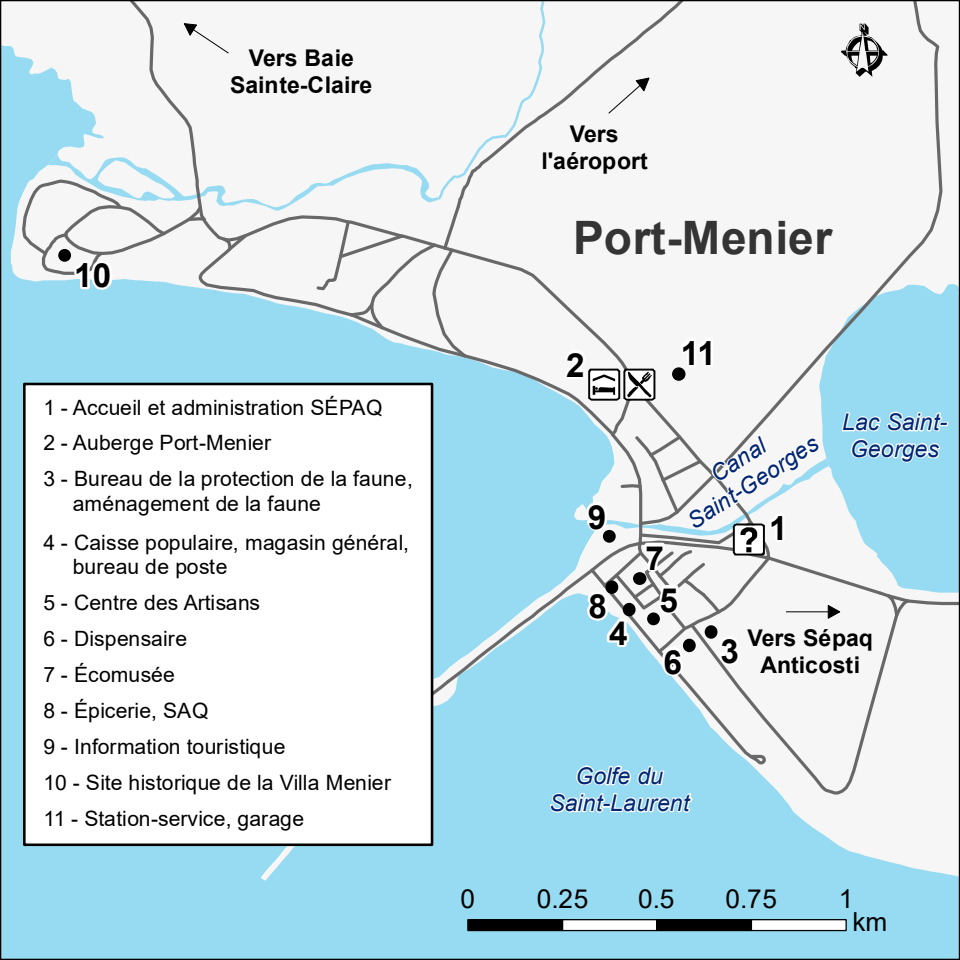 Vers Baie
Sainte-Claire
Vers
l'aéroport
Port-Menier
10
11
2
Lac Saint-
Georges
Canal
Saint-Georges
9
1
?
7
8
5
4
6
3
Vers Sépaq
Anticosti
Golfe du
Saint-Laurent
1 - Accueil et administration SÉPAQ
2 - Auberge Port-Menier
3 - Bureau de la protection de la faune,
aménagement de la faune
4 - Caisse populaire, magasin général,
bureau de poste
5 - Centre des Artisans
6 - Dispensaire
7 - Écomusée
8 - Épicerie, SAQ
9 - Information touristique
10 - Site historique de la Villa Menier
11 - Station-service, garage
0 0.25 0.5 0.75 1
km